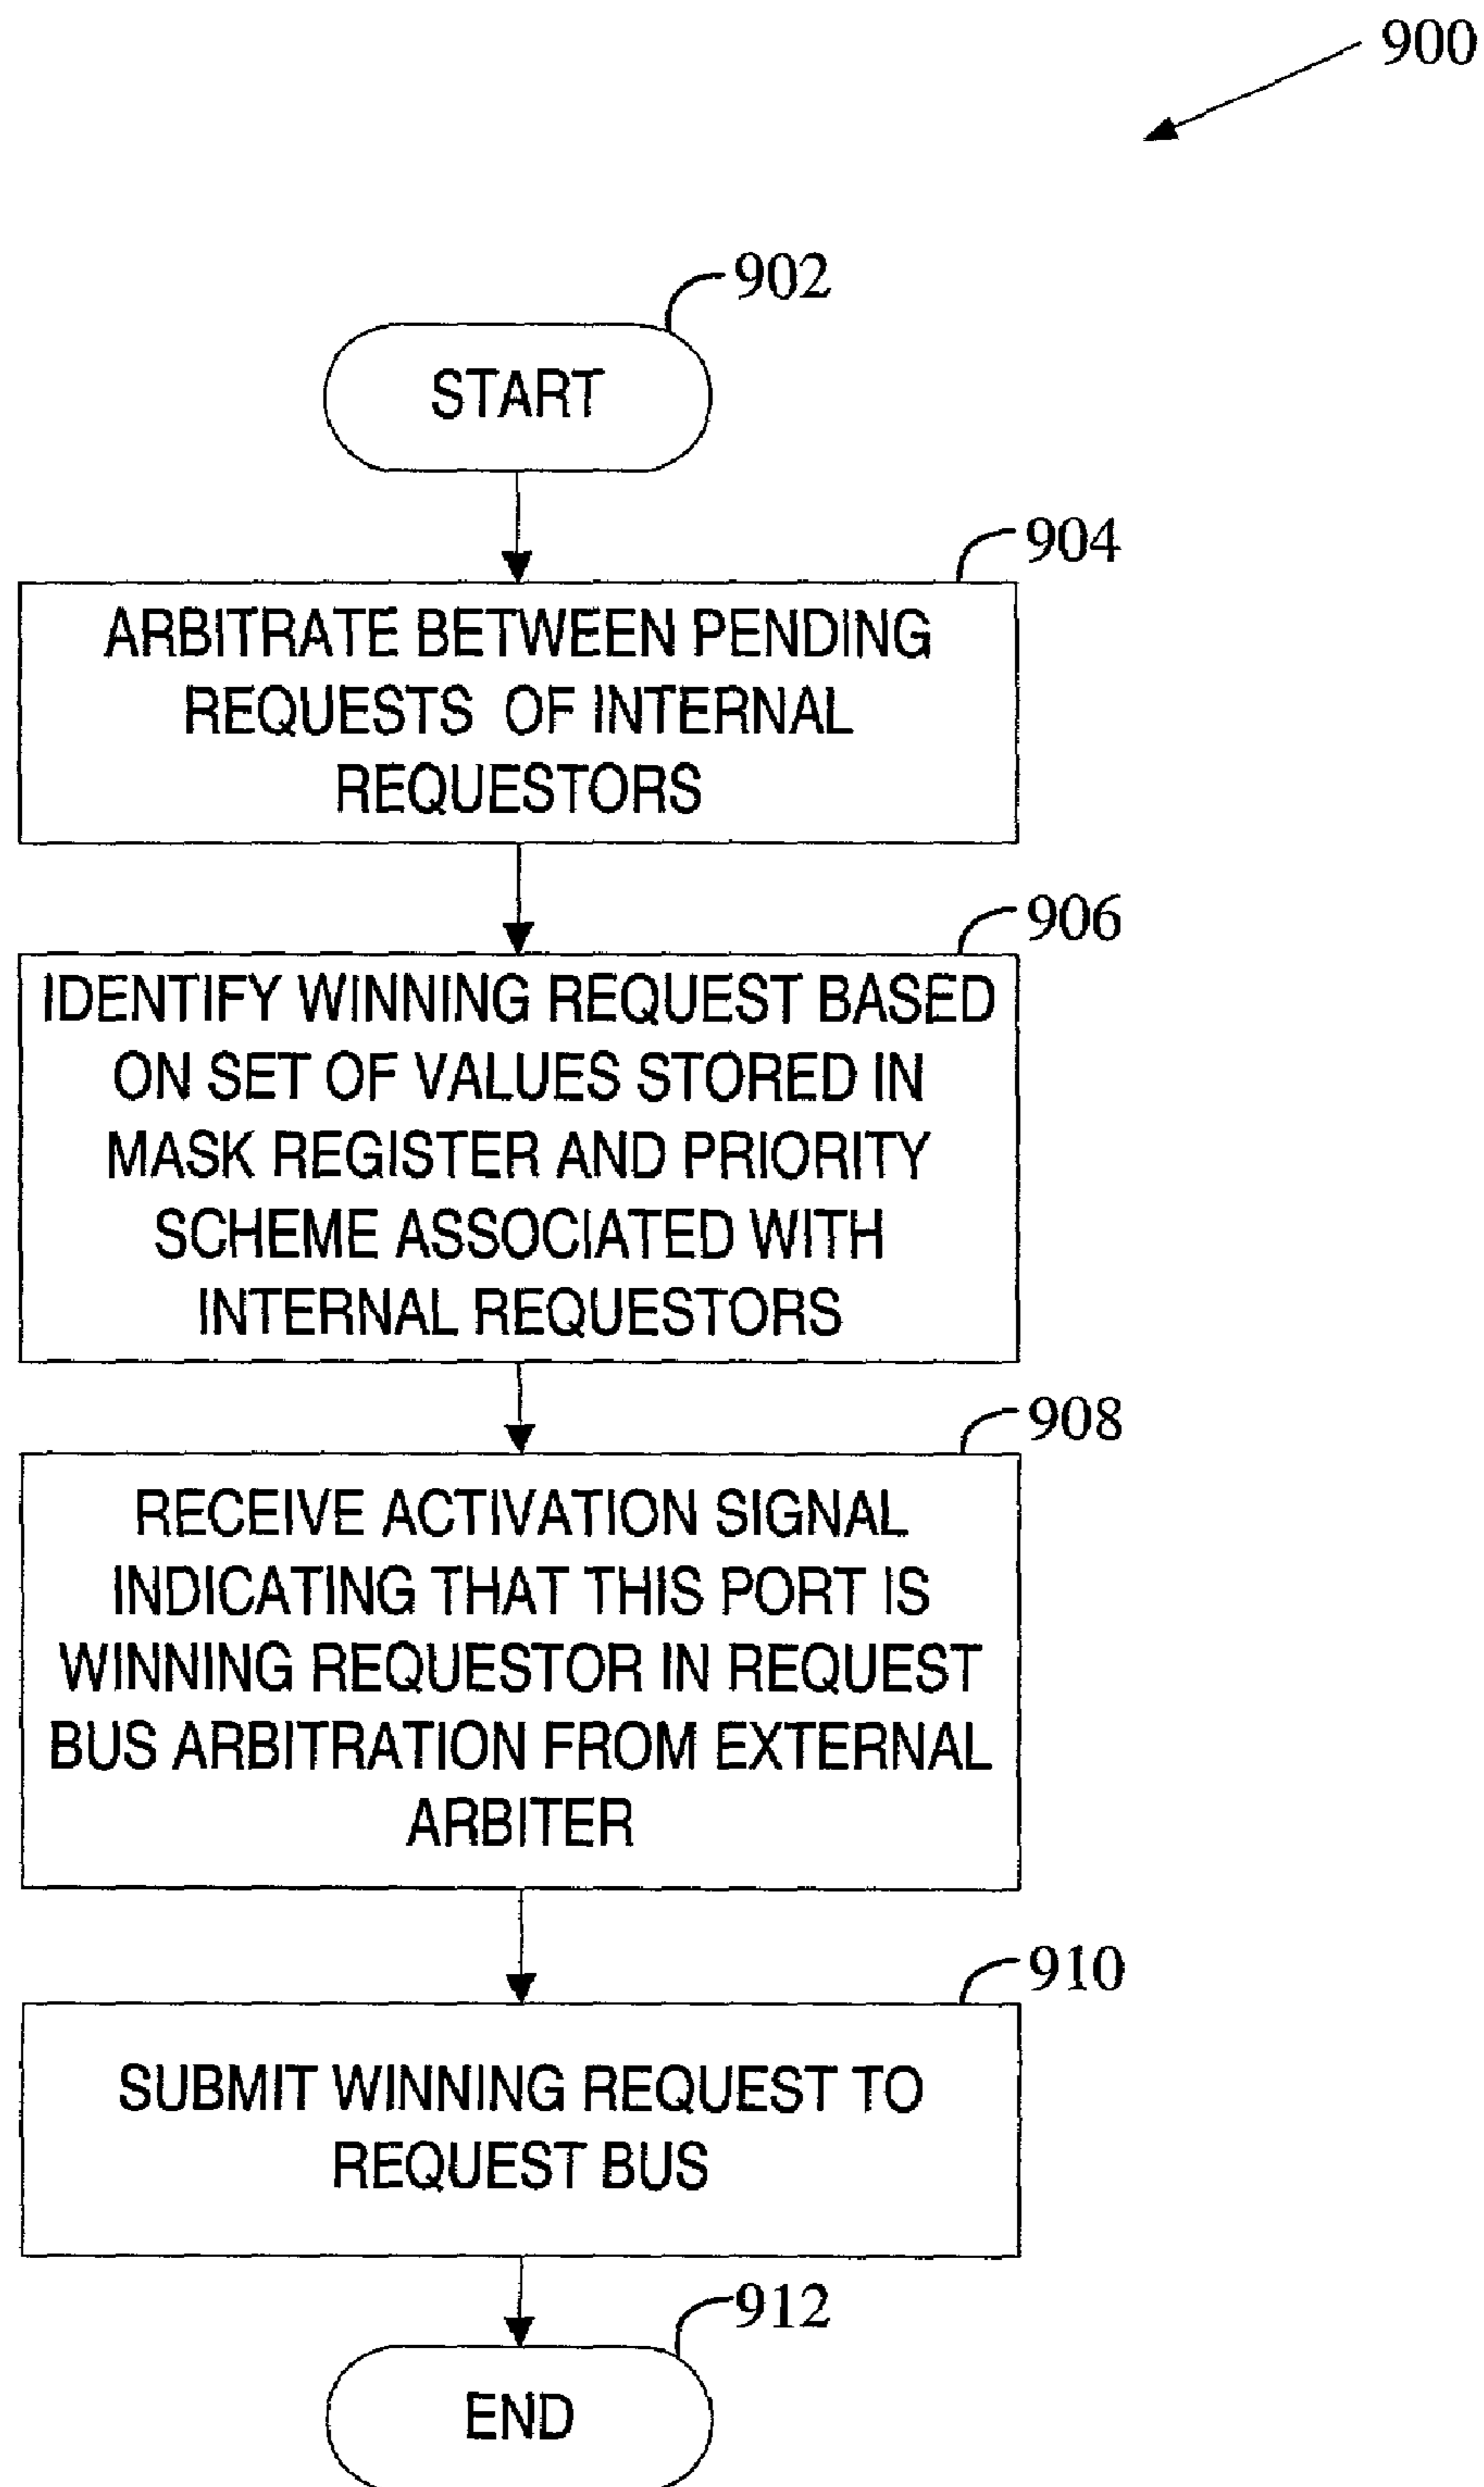 900
902
START
904
ARBITRATE BETWEEN PENDING
REQUESTS OF INTERNAL
REQUESTORS
906
IDENTIFY WINNING REQUEST BASED
ON SET OF VALUES STORED IN
MASK REGISTER AND PRIORITY
SCHEME ASSOCIATED WITH
INTERNAL REQUESTORS
908
RECEIVE ACTIVATION SIGNAL
INDICATING THAT THIS PORT IS
WINNING REQUESTOR IN REQUEST
BUS ARBITRATION FROM EXTERNAL
ARBITER
910
SUBMIT WINNING REQUEST TO
REQUEST BUS
912
END